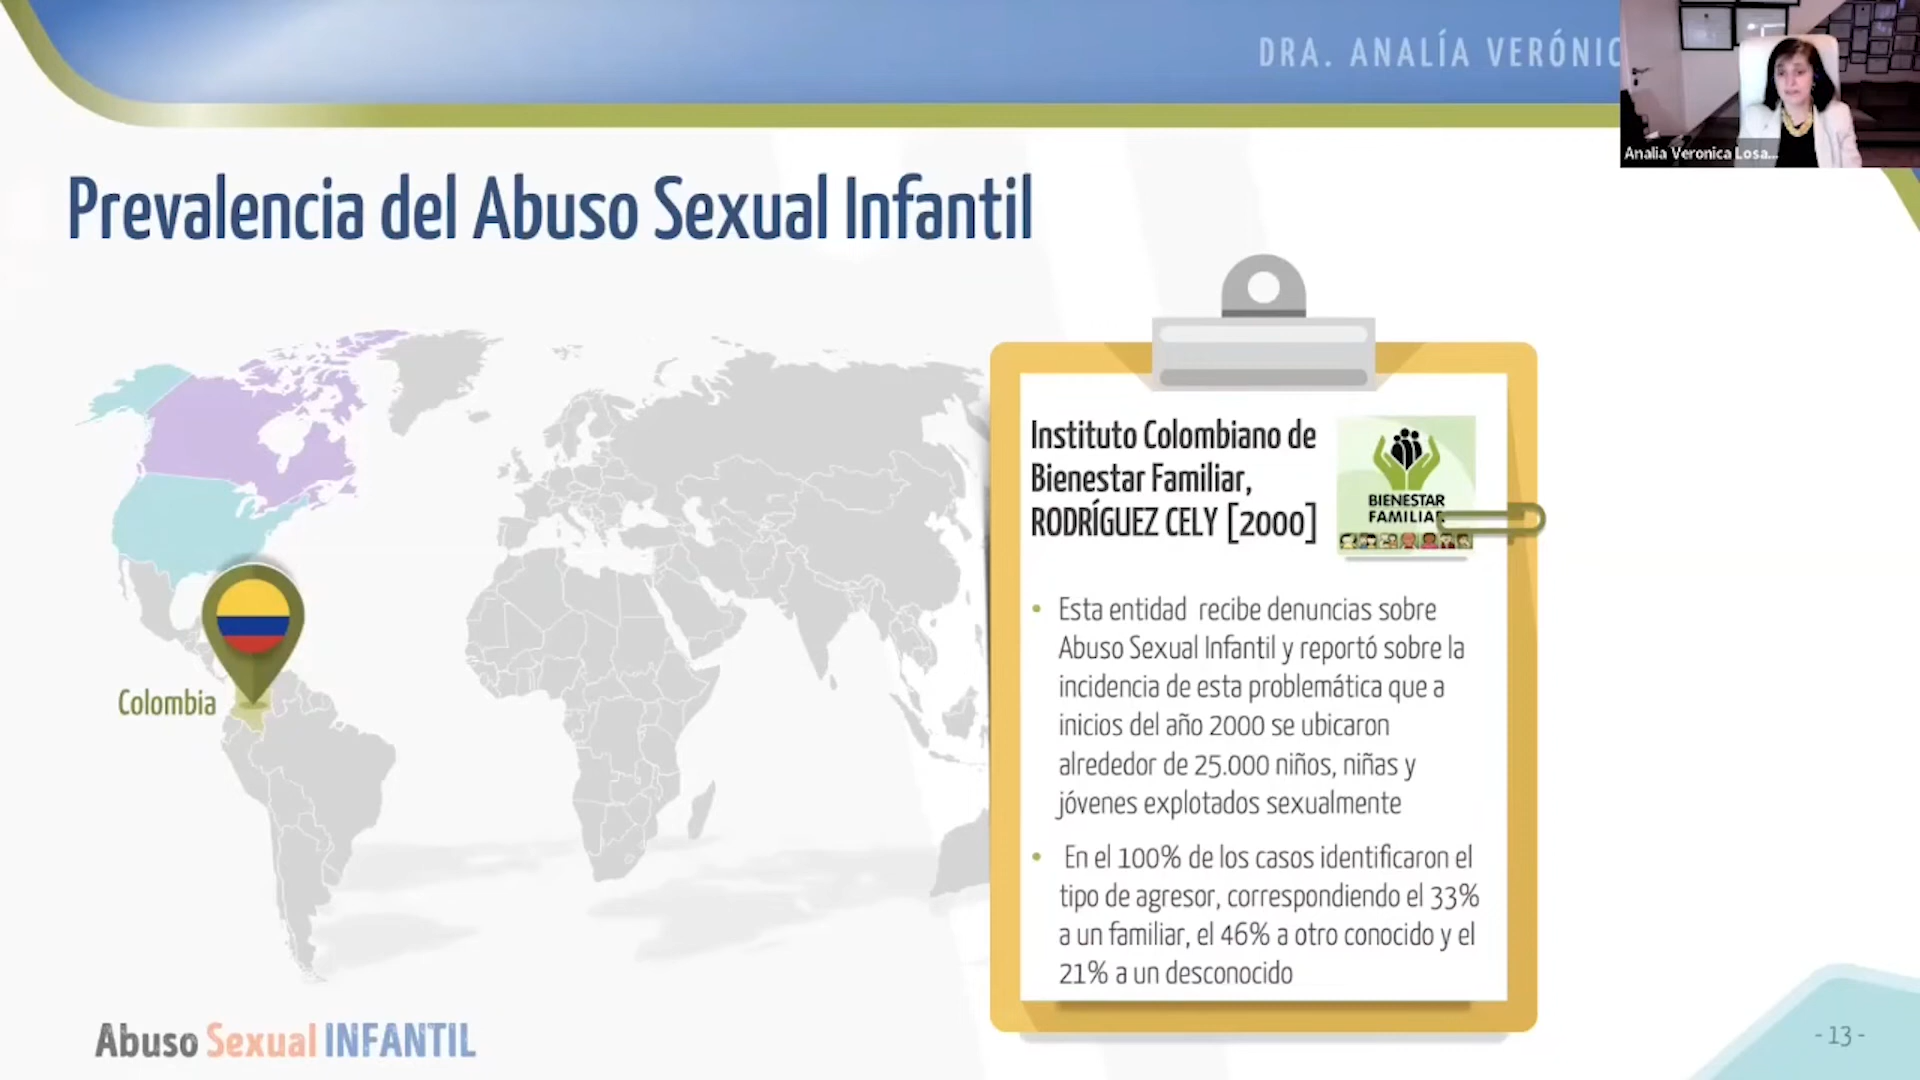 DRA. ANALÍA VERÓNIC
Analia Veronica Losa...
Prevalencia del Abuso Sexual Infantil
Instituto Colombiano de
Bienestar Familiar,
RODRÍGUEZ CELY [2000]
BIENESTAR
FAMILIAR
• Esta entidad recibe denuncias sobre
Abuso Sexual Infantil y reportó sobre la
incidencia de esta problemática que a
inicios del año 2000 se ubicaron
alrededor de 25.000 niños, niñas y
jóvenes explotados sexualmente
• En el 100% de los casos identificaron el
tipo de agresor, correspondiendo el 33%
a un familiar, el 46% a otro conocido y el
21% a un desconocido
Colombia
Abuso Sexual INFANTIL
- 13 -